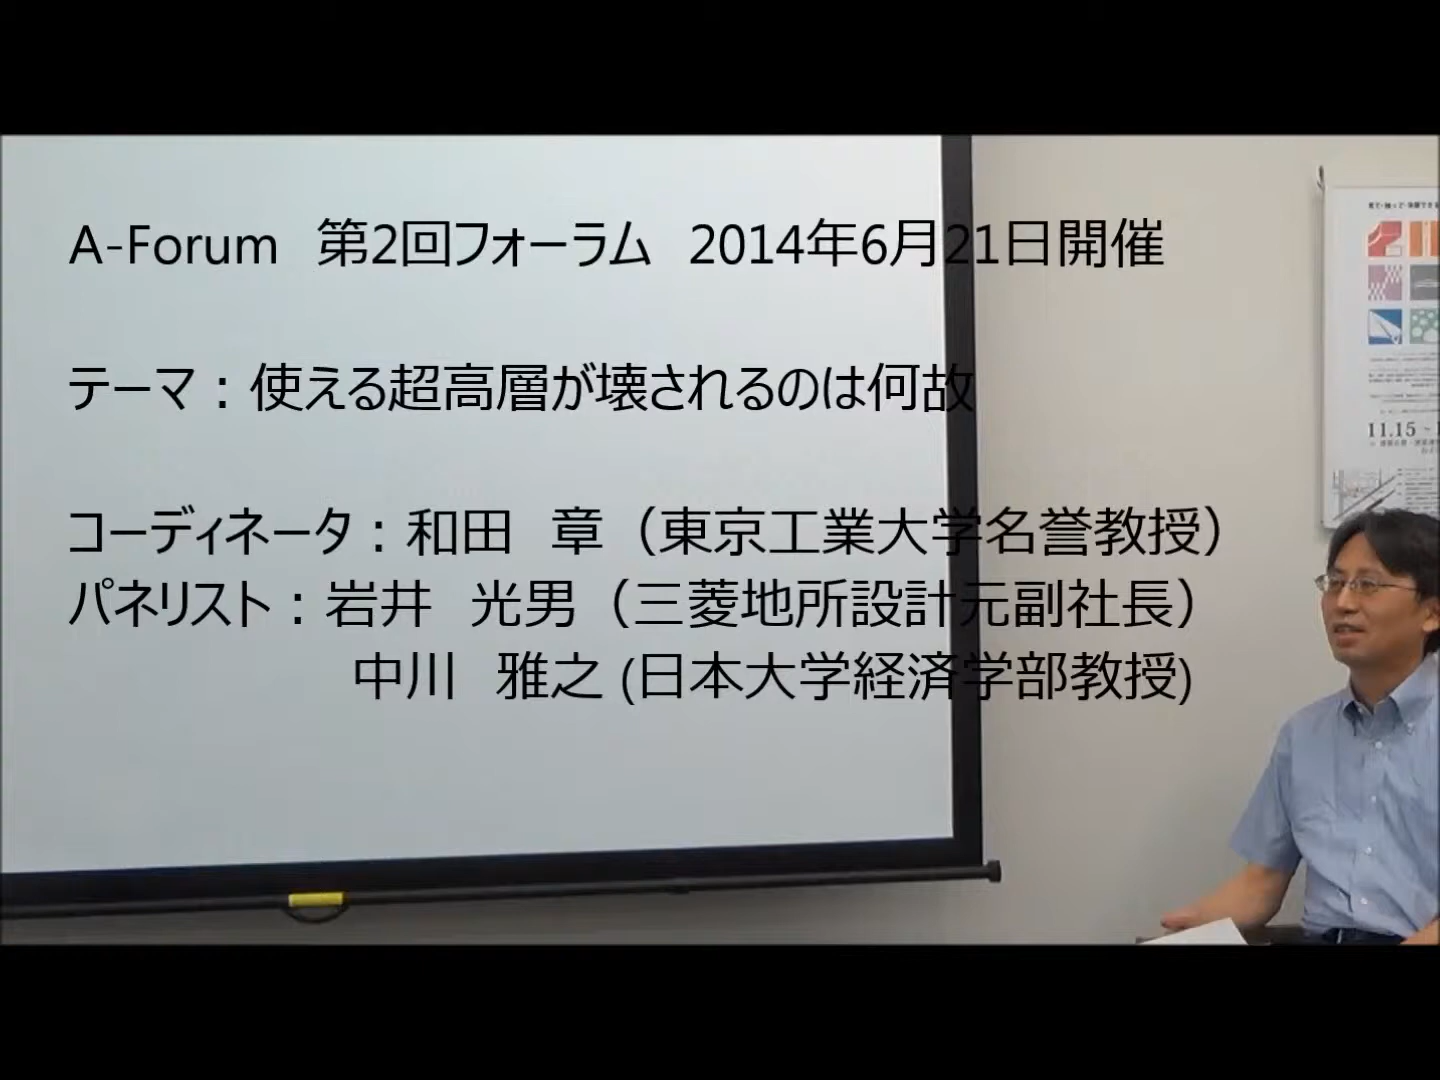 A-Forum　第2回フォーラム　2014年6月21日開催
テーマ：使える超高層が壊されるのは何故
コーディネータ：和田　章（東京工業大学名誉教授）
パネリスト：岩井　光男（三菱地所設計元副社長）
中川　雅之 (日本大学経済学部教授)
11.15